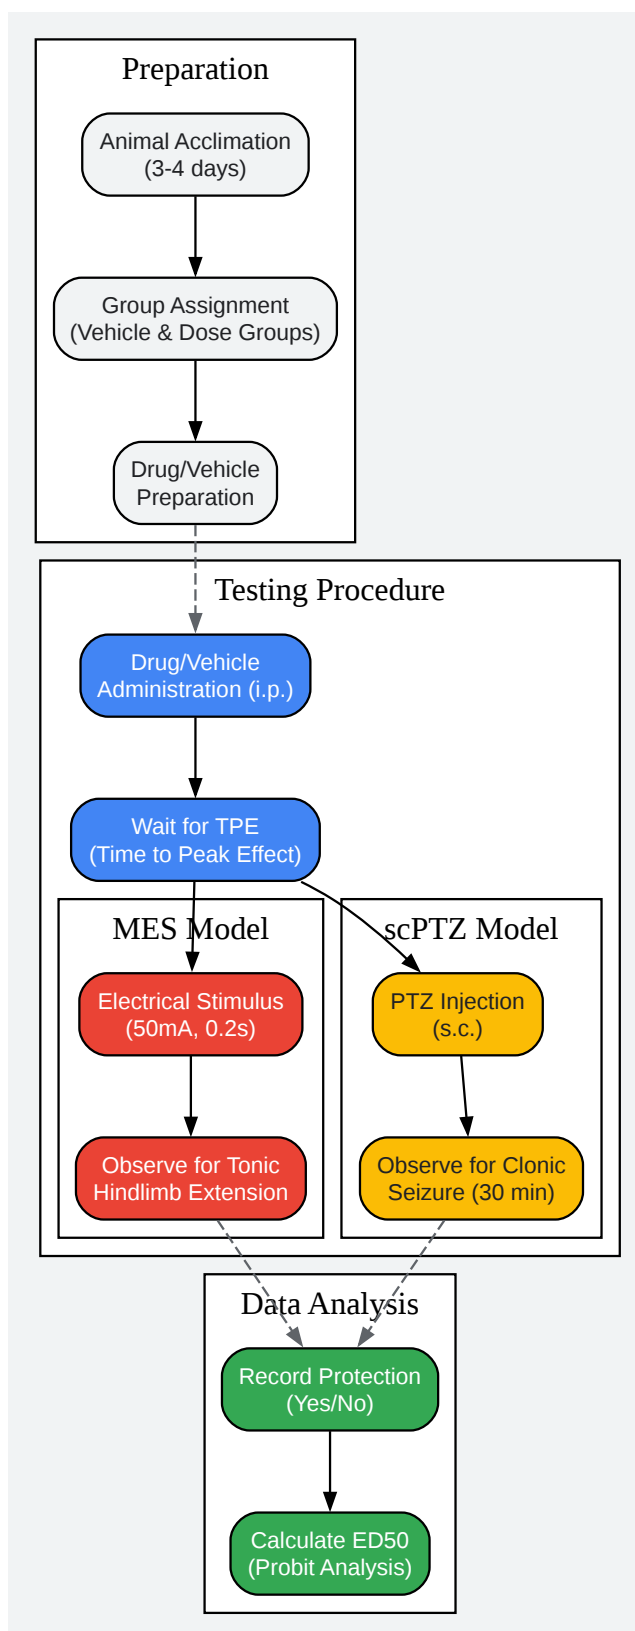 Preparation
Animal Acclimation
(3-4 days)
Group Assignment
(Vehicle & Dose Groups)
Drug/Vehicle
Preparation
Testing Procedure
Drug/Vehicle
Administration (i.p.)
Wait for TPE
(Time to Peak Effect)
MES Model
Electrical Stimulus
(50mA, 0.2s)
Observe for Tonic
Hindlimb Extension
scPTZ Model
PTZ Injection
(s.c.)
Observe for Clonic
Seizure (30 min)
Data Analysis
Record Protection
(Yes/No)
Calculate ED50
(Probit Analysis)